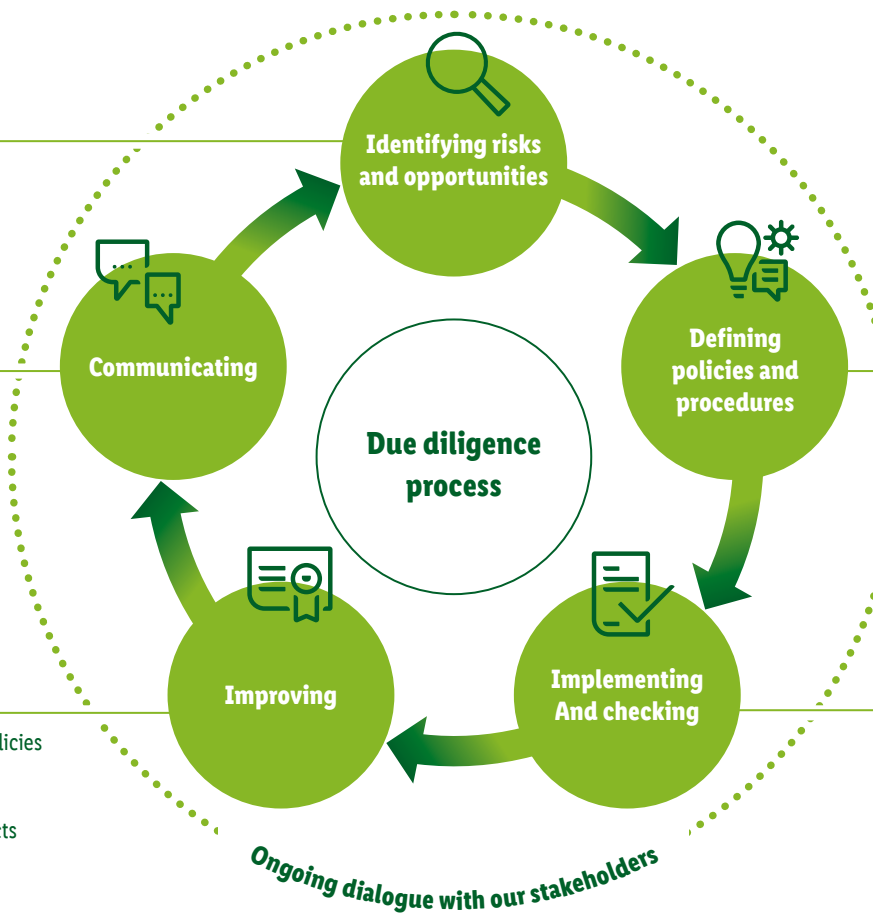 Identifying risks
and opportunities
Defining
policies and
procedures
Communicating
Due diligence
process
Implementing
And checking
Improving
Ongoing dialogue with our stakeholders